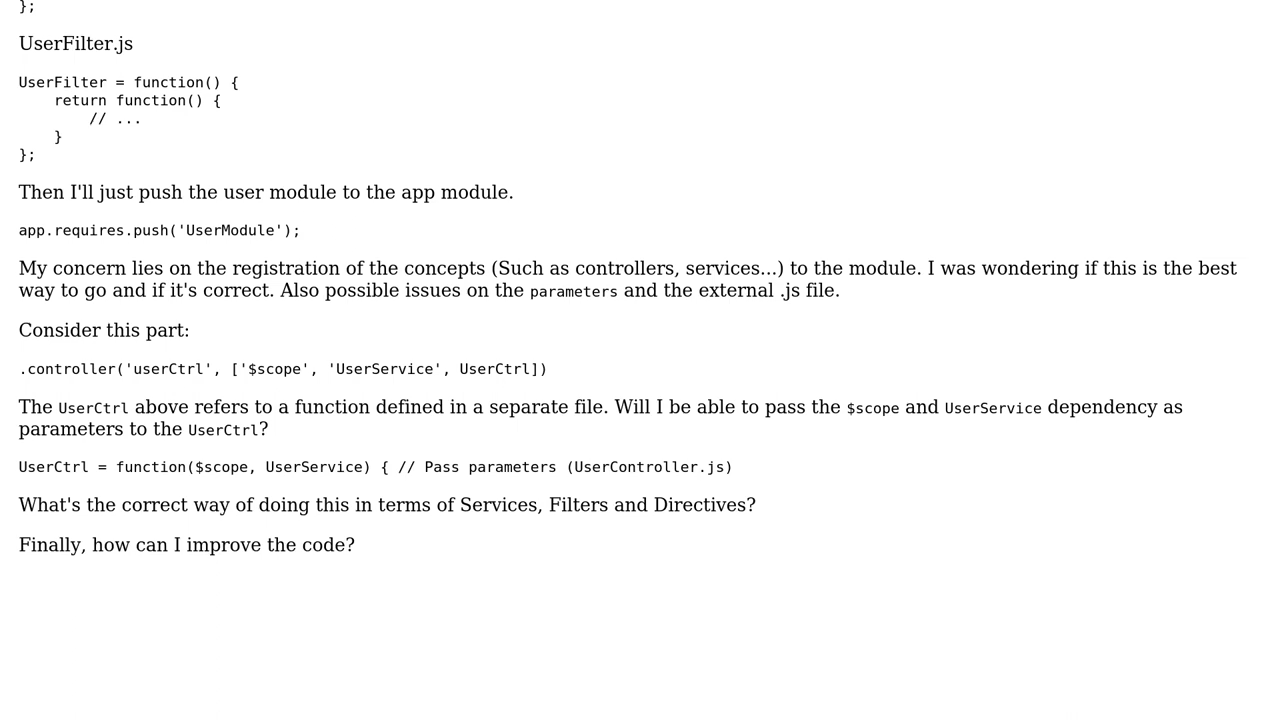 };
UserFilter.js
UserFilter = function() {
    return function() {
        // ...
    }
};
Then I'll just push the user module to the app module.
app.requires.push('UserModule');
My concern lies on the registration of the concepts (Such as controllers, services...) to the module. I was wondering if this is the best
way to go and if it's correct. Also possible issues on the parameters and the external .js file.
Consider this part:
.controller('userCtrl', ['$scope', 'UserService', UserCtrl])
The UserCtrl above refers to a function defined in a separate file. Will I be able to pass the $scope and UserService dependency as
parameters to the UserCtrl?
UserCtrl = function($scope, UserService) { // Pass parameters (UserController.js)
What's the correct way of doing this in terms of Services, Filters and Directives?
Finally, how can I improve the code?